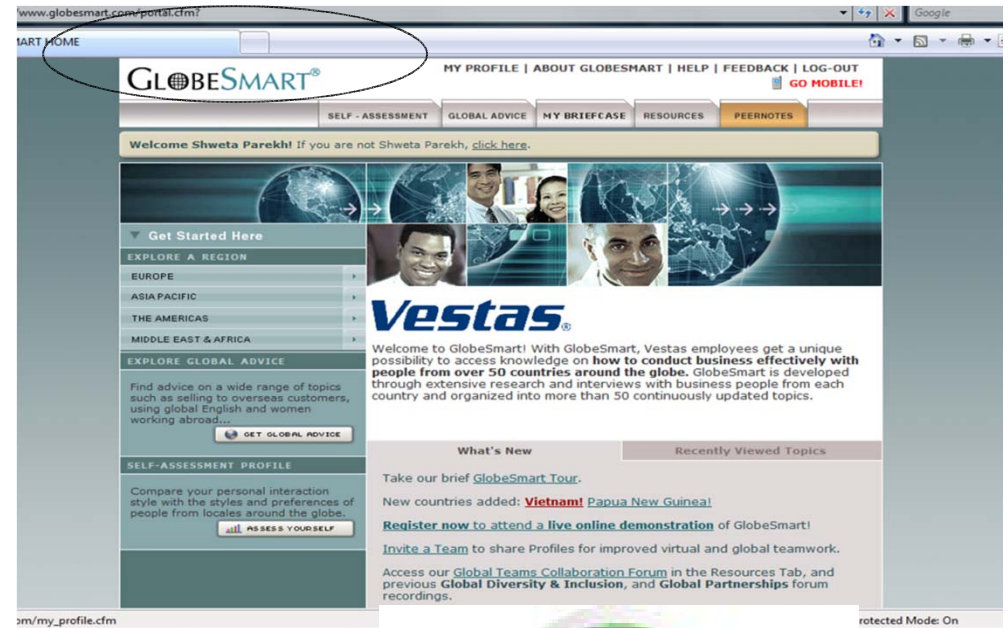 /www.globesmart.com/portal.cfm?
Google
MART HOME
GLOBESMART®
MY PROFILE | ABOUT GLOBESMART | HELP | FEEDBACK | LOG-OUT
GO MOBILE!
SELF - ASSESSMENT GLOBAL ADVICE MY BRIEFCASE RESOURCES PEERNOTES
Welcome Shweta Parekh! If you are not Shweta Parekh, click here.
Get Started Here
EXPLORE A REGION
EUROPE
ASIA PACIFIC
THE AMERICAS
MIDDLE EAST & AFRICA
EXPLORE GLOBAL ADVICE
Find advice on a wide range of topics
such as selling to overseas customers,
using global English and women
working abroad...
GET GLOBAL ADVICE
SELF-ASSESSMENT PROFILE
Compare your personal interaction
style with the styles and preferences of
people from locales around the globe.
ASSESS YOURSELF
Vestas®
Welcome to GlobeSmart! With GlobeSmart, Vestas employees get a unique
possibility to access knowledge on how to conduct business effectively with
people from over 50 countries around the globe. GlobeSmart is developed
through extensive research and interviews with business people from each
country and organized into more than 50 continuously updated topics.
What's New Recently Viewed Topics
Take our brief GlobeSmart Tour.
New countries added: Vietnam! Papua New Guinea!
Register now to attend a live online demonstration of GlobeSmart!
Invite a Team to share Profiles for improved virtual and global teamwork.
Access our Global Teams Collaboration Forum in the Resources Tab, and
previous Global Diversity & Inclusion, and Global Partnerships forum
recordings.
om/my_profile.cfm
rotected Mode: On